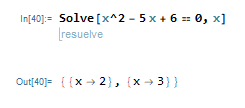 In[40]:= Solve[x^2 - 5 x + 6 == 0, x]
resuelve
Out[40]= {{x → 2}, {x → 3}}